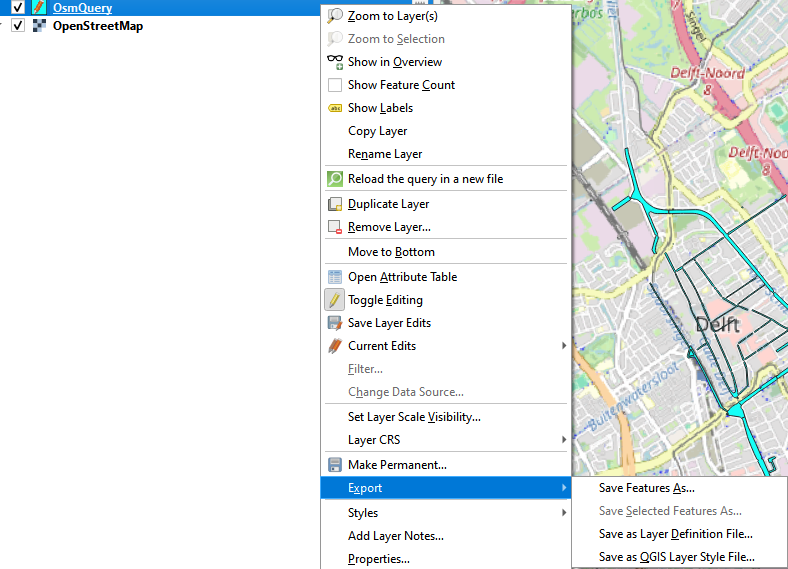 OsmQuery
OpenStreetMap
Zoom to Layer(s)
Zoom to Selection
Show in Overview
Show Feature Count
abc Show Labels
Copy Layer
Rename Layer
Reload the query in a new file
Duplicate Layer
Remove Layer...
Move to Bottom
Open Attribute Table
Toggle Editing
Save Layer Edits
Current Edits
Filter...
Change Data Source...
Set Layer Scale Visibility...
Layer CRS
Make Permanent...
Export
Styles
Add Layer Notes...
Properties...
Save Features As...
Save Selected Features As...
Save as Layer Definition File...
Save as QGIS Layer Style File...
Singel
Delft-Noord
8
Delft-Noord
8
Delft
Buitenwatersloot